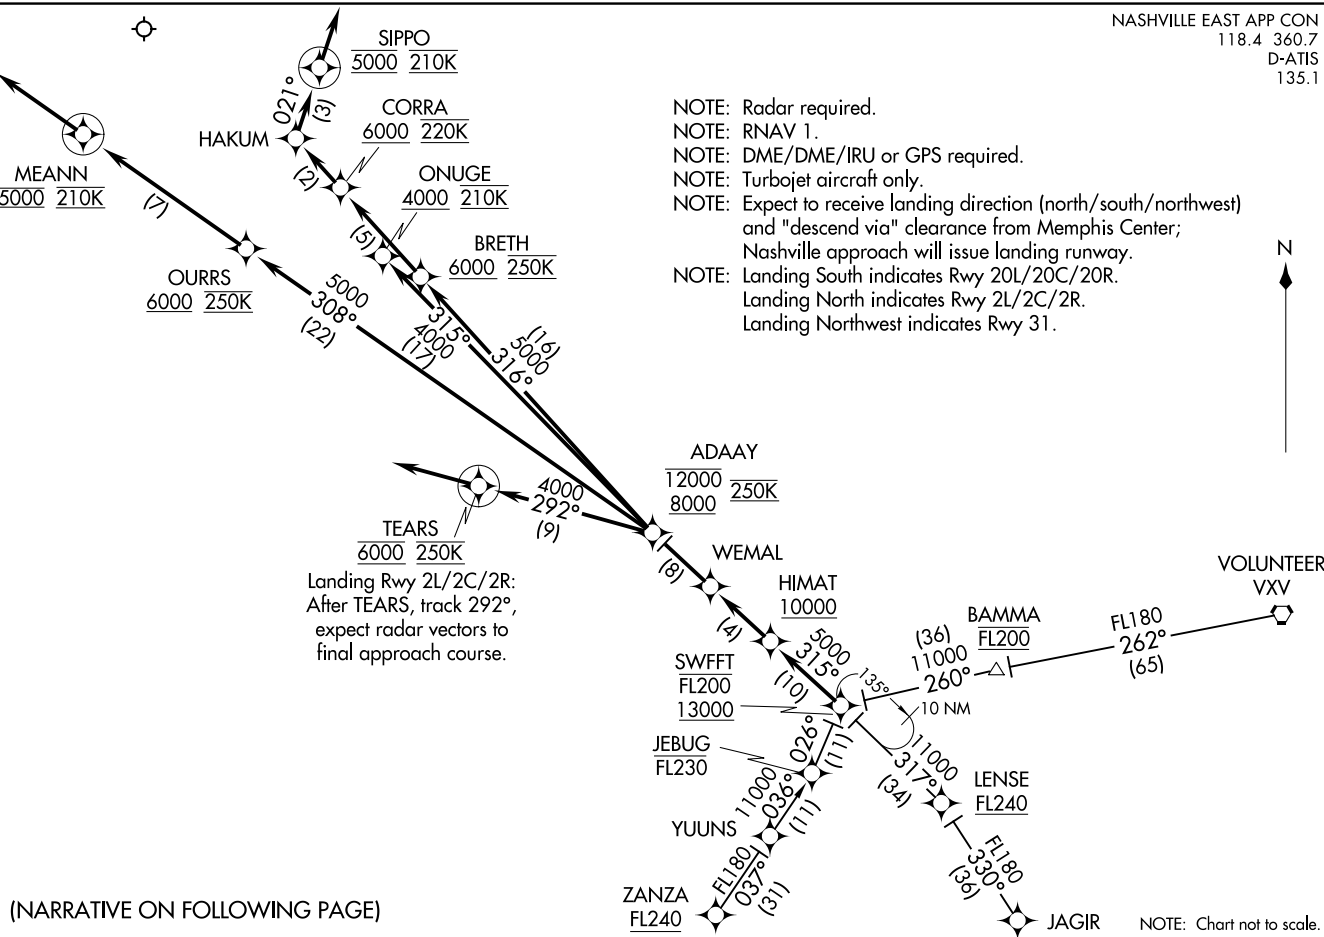 NASHVILLE EAST APP CON
118.4 360.7
D-ATIS
135.1
SIPPO
5000 210K
021°
(3)
HAKUM
CORRA
6000 220K
(2)
MEANN
5000 210K
(7)
ONUGE
4000 210K
(5)
BRETH
6000 250K
OURRS
6000 250K
5000
308°
(22)
315°
4000
(17)
(16)
5000
316°
NOTE: Radar required.
NOTE: RNAV 1.
NOTE: DME/DME/IRU or GPS required.
NOTE: Turbojet aircraft only.
NOTE: Expect to receive landing direction (north/south/northwest)
and "descend via" clearance from Memphis Center;
Nashville approach will issue landing runway.
NOTE: Landing South indicates Rwy 20L/20C/20R.
Landing North indicates Rwy 2L/2C/2R.
Landing Northwest indicates Rwy 31.
N
ADAAY
12000
8000 250K
4000
292°
(9)
TEARS
6000 250K
Landing Rwy 2L/2C/2R:
After TEARS, track 292°,
expect radar vectors to
final approach course.
(8)
WEMAL
(4)
HIMAT
10000
5000
315°
(10)
SWFFT
FL200
13000
135°
10 NM
(36)
11000
260°
BAMMA
FL200
FL180
262°
(65)
VOLUNTEER
VXV
JEBUG
FL230
026°
(11)
11000
036°
(11)
YUUNS
FL180
037°
(31)
ZANZA
FL240
11000
317°
(34)
LENSE
FL240
FL180
330°
(36)
JAGIR
NOTE: Chart not to scale.
(NARRATIVE ON FOLLOWING PAGE)